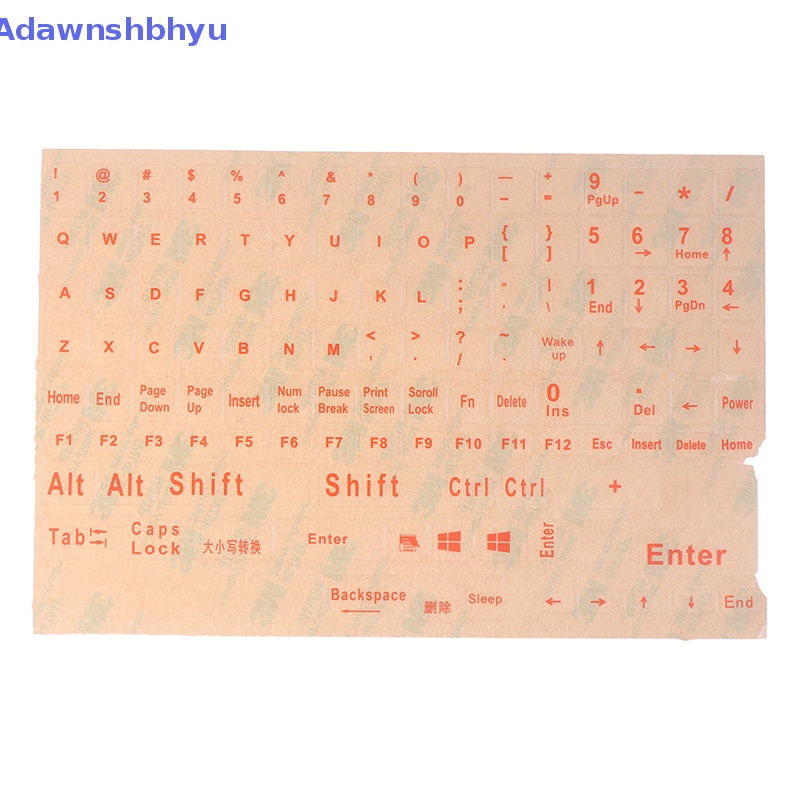 Adawnshbhyu
! @ # $ % ^ & * ( ) — + 9 - * /
1 2 3 4 5 6 7 8 9 0 - = PgUp
Q W E R T Y U I O P { } 5 6 7 8
[ ] → Home ↑
A S D F G H J K L : " | 1 2 3 4
; ' \ End ↓ PgDn ←
Z X C V B N M < > ? ~ Wake ↑ ← → ↓
, . / ` up
Home End Page Page Insert Num Pause Print Soroll Fn Delete 0 . ← Power
Down Up lock Break Screen Lock Ins Del
F1 F2 F3 F4 F5 F6 F7 F8 F9 F10 F11 F12 Esc Insert Delete Home
Alt Alt Shift Shift Ctrl Ctrl +
Tab Caps Enter Enter Enter
Lock 大小写转换
Backspace 删除 Sleep ← → ↑ ↓ End
←